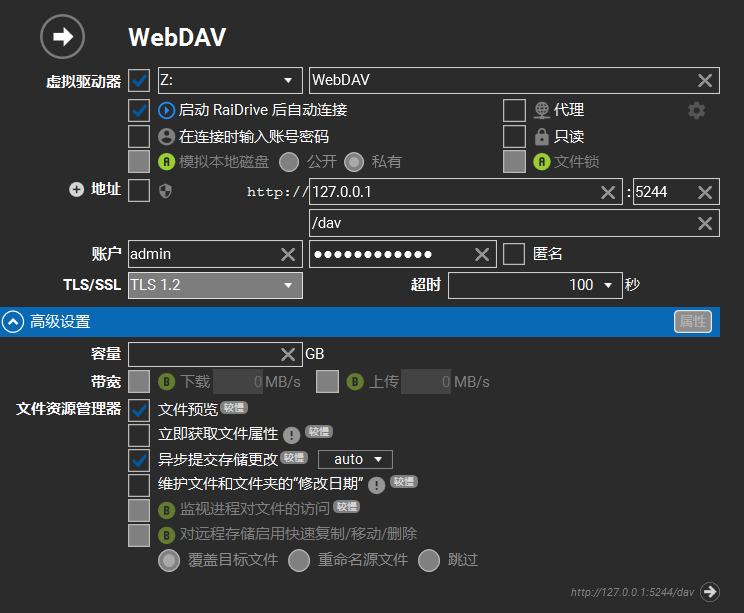 WebDAV
虚拟驱动器 Z: WebDAV
启动 RaiDrive 后自动连接 代理
在连接时输入账号密码 只读
A 模拟本地磁盘 公开 私有 A 文件锁
地址 http:// 127.0.0.1 : 5244
/dav
账户 admin ●●●●●●●●●●●● 匿名
TLS/SSL TLS 1.2 超时 100 秒
高级设置 属性
容量 GB
带宽 B 下载 0 MB/s B 上传 0 MB/s
文件资源管理器 文件预览 较慢
立即获取文件属性 ! 较慢
异步提交存储更改 较慢 auto
维护文件和文件夹的“修改日期” ! 较慢
B 监视进程对文件的访问 较慢
B 对远程存储启用快速复制/移动/删除
覆盖目标文件 重命名源文件 跳过
http://127.0.0.1:5244/dav